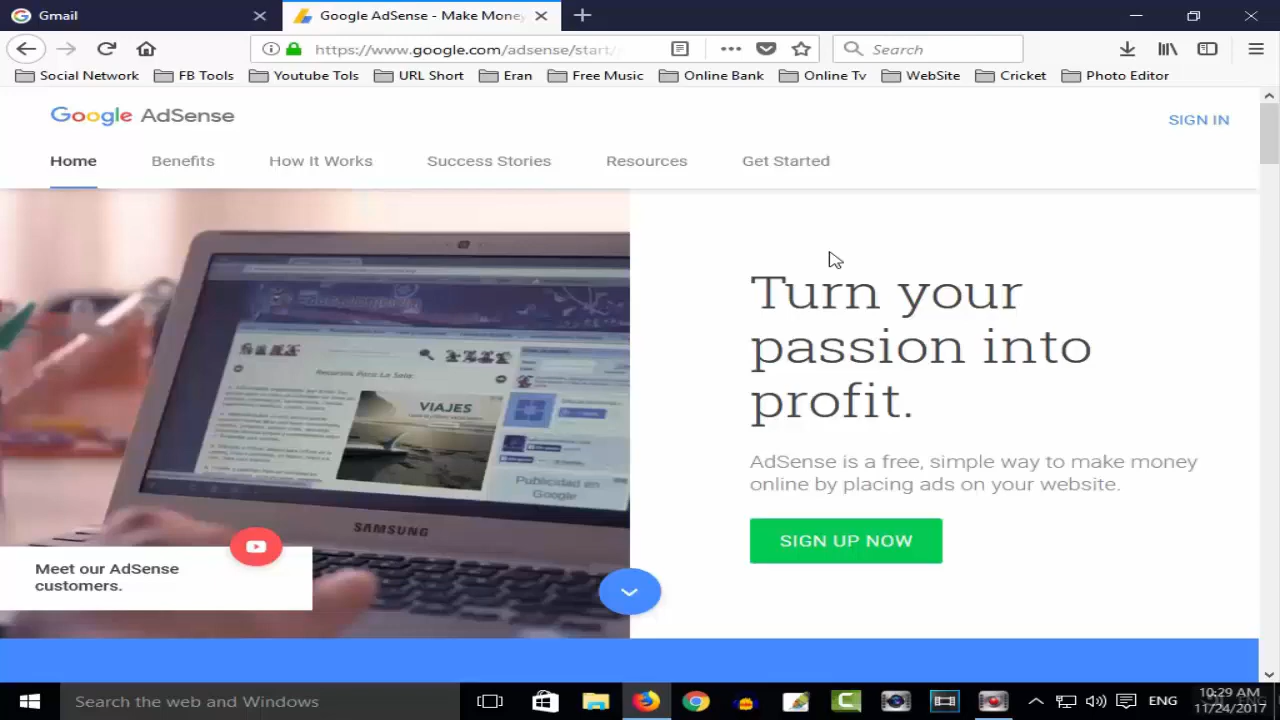 Gmail
Google AdSense - Make Money
https://www.google.com/adsense/start/
Search
Social Network
FB Tools
Youtube Tols
URL Short
Eran
Free Music
Online Bank
Online Tv
WebSite
Cricket
Photo Editor
Google AdSense
SIGN IN
Home
Benefits
How It Works
Success Stories
Resources
Get Started
Turn your
passion into
profit.
AdSense is a free, simple way to make money
online by placing ads on your website.
SIGN UP NOW
Recursos Para La Sala:
VIAJES
Publicidad en
Google
SAMSUNG
Meet our AdSense
customers.
Search the web and Windows
ENG
10:29 AM
11/24/2017